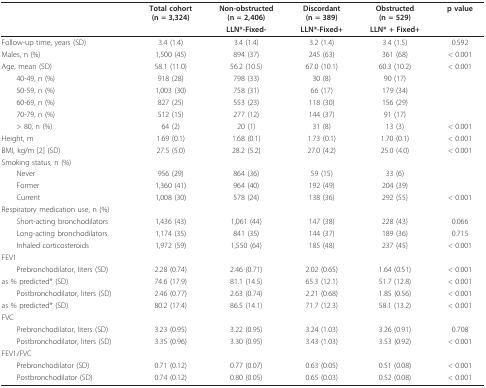 Total cohort Non-obstructed Discordant Obstructed p value
(n = 3,324) (n = 2,406) (n = 389) (n = 529)
LLN*-Fixed- LLN*-Fixed+ LLN* + Fixed+
Follow-up time, years (SD) 3.4 (1.4) 3.4 (1.4) 3.2 (1.4) 3.4 (1.5) 0.592
Males, n (%) 1,500 (45) 894 (37) 245 (63) 361 (68) < 0.001
Age, mean (SD) 58.1 (11.0) 56.2 (10.5) 67.0 (10.1) 60.3 (10.2) < 0.001
40-49, n (%) 918 (28) 798 (33) 30 (8) 90 (17)
50-59, n (%) 1,003 (30) 758 (31) 66 (17) 179 (34)
60-69, n (%) 827 (25) 553 (23) 118 (30) 156 (29)
70-79, n (%) 512 (15) 277 (12) 144 (37) 91 (17)
> 80, n (%) 64 (2) 20 (1) 31 (8) 13 (3) < 0.001
Height, m 1.69 (0.1) 1.68 (0.1) 1.73 (0.1) 1.70 (0.1) < 0.001
BMI, kg/m [2] (SD) 27.5 (5.0) 28.2 (5.2) 27.0 (4.2) 25.0 (4.0) < 0.001
Smoking status, n (%)
Never 956 (29) 864 (36) 59 (15) 33 (6)
Former 1,360 (41) 964 (40) 192 (49) 204 (39)
Current 1,008 (30) 578 (24) 138 (36) 292 (55) < 0.001
Respiratory medication use, n (%)
Short-acting bronchodilators 1,436 (43) 1,061 (44) 147 (38) 228 (43) 0.066
Long-acting bronchodilators 1,174 (35) 841 (35) 144 (37) 189 (36) 0.715
Inhaled corticosteroids 1,972 (59) 1,550 (64) 185 (48) 237 (45) < 0.001
FEV1
Prebronchodilator, liters (SD) 2.28 (0.74) 2.46 (0.71) 2.02 (0.65) 1.64 (0.51) < 0.001
as % predicted* (SD) 74.6 (17.9) 81.1 (14.5) 65.3 (12.1) 51.7 (12.8) < 0.001
Postbronchodilator, liters (SD) 2.46 (0.77) 2.63 (0.74) 2.21 (0.68) 1.85 (0.56) < 0.001
as % predicted* (SD) 80.2 (17.4) 86.5 (14.1) 71.7 (12.3) 58.1 (13.2) < 0.001
FVC
Prebronchodilator, liters (SD) 3.23 (0.95) 3.22 (0.95) 3.24 (1.03) 3.26 (0.91) 0.708
Postbronchodilator, liters (SD) 3.35 (0.96) 3.30 (0.95) 3.43 (1.03) 3.53 (0.92) < 0.001
FEV1/FVC
Prebronchodilator (SD) 0.71 (0.12) 0.77 (0.07) 0.63 (0.05) 0.51 (0.08) < 0.001
Postbronchodilator (SD) 0.74 (0.12) 0.80 (0.05) 0.65 (0.03) 0.52 (0.08) < 0.001